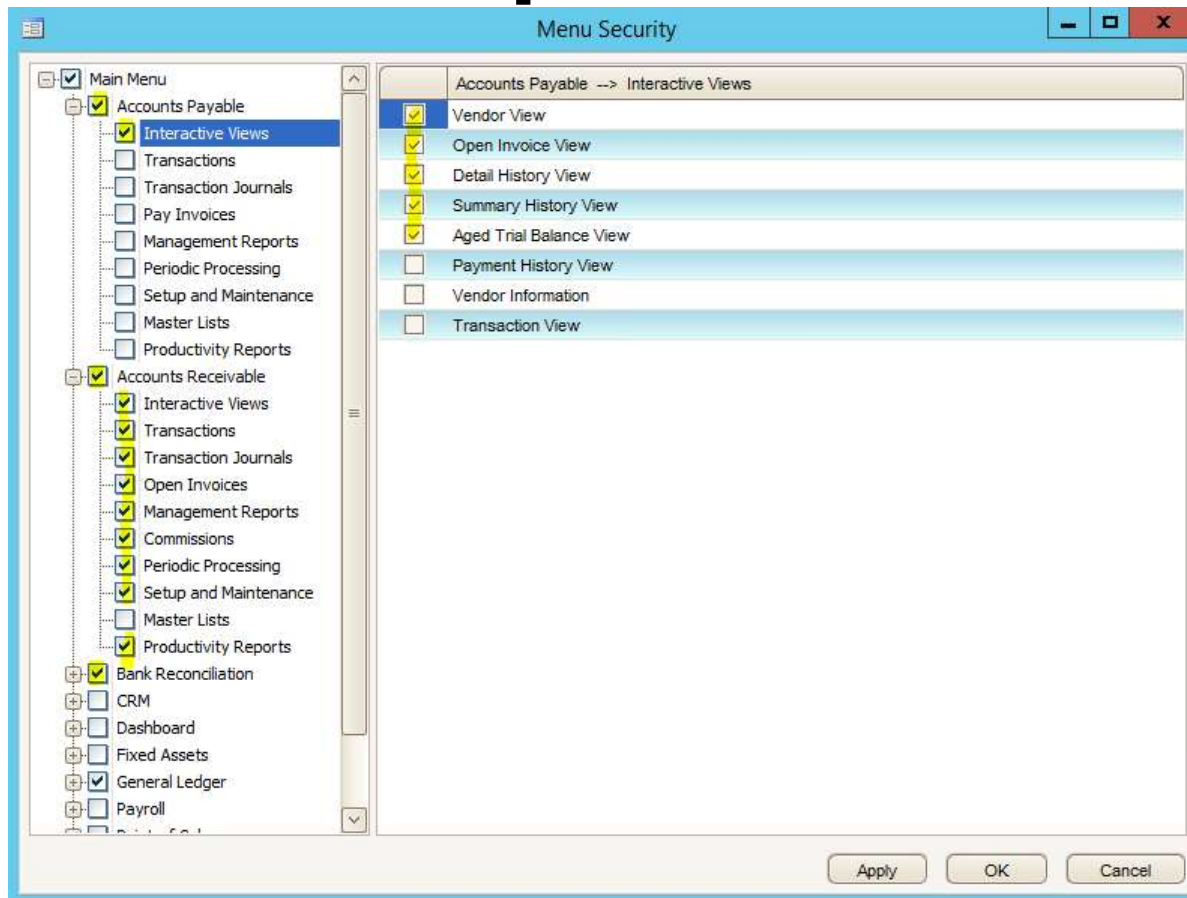 Menu Security
Main Menu
Accounts Payable
Interactive Views
Transactions
Transaction Journals
Pay Invoices
Management Reports
Periodic Processing
Setup and Maintenance
Master Lists
Productivity Reports
Accounts Receivable
Interactive Views
Transactions
Transaction Journals
Open Invoices
Management Reports
Commissions
Periodic Processing
Setup and Maintenance
Master Lists
Productivity Reports
Bank Reconciliation
CRM
Dashboard
Fixed Assets
General Ledger
Payroll
Accounts Payable --> Interactive Views
Vendor View
Open Invoice View
Detail History View
Summary History View
Aged Trial Balance View
Payment History View
Vendor Information
Transaction View
Apply
OK
Cancel